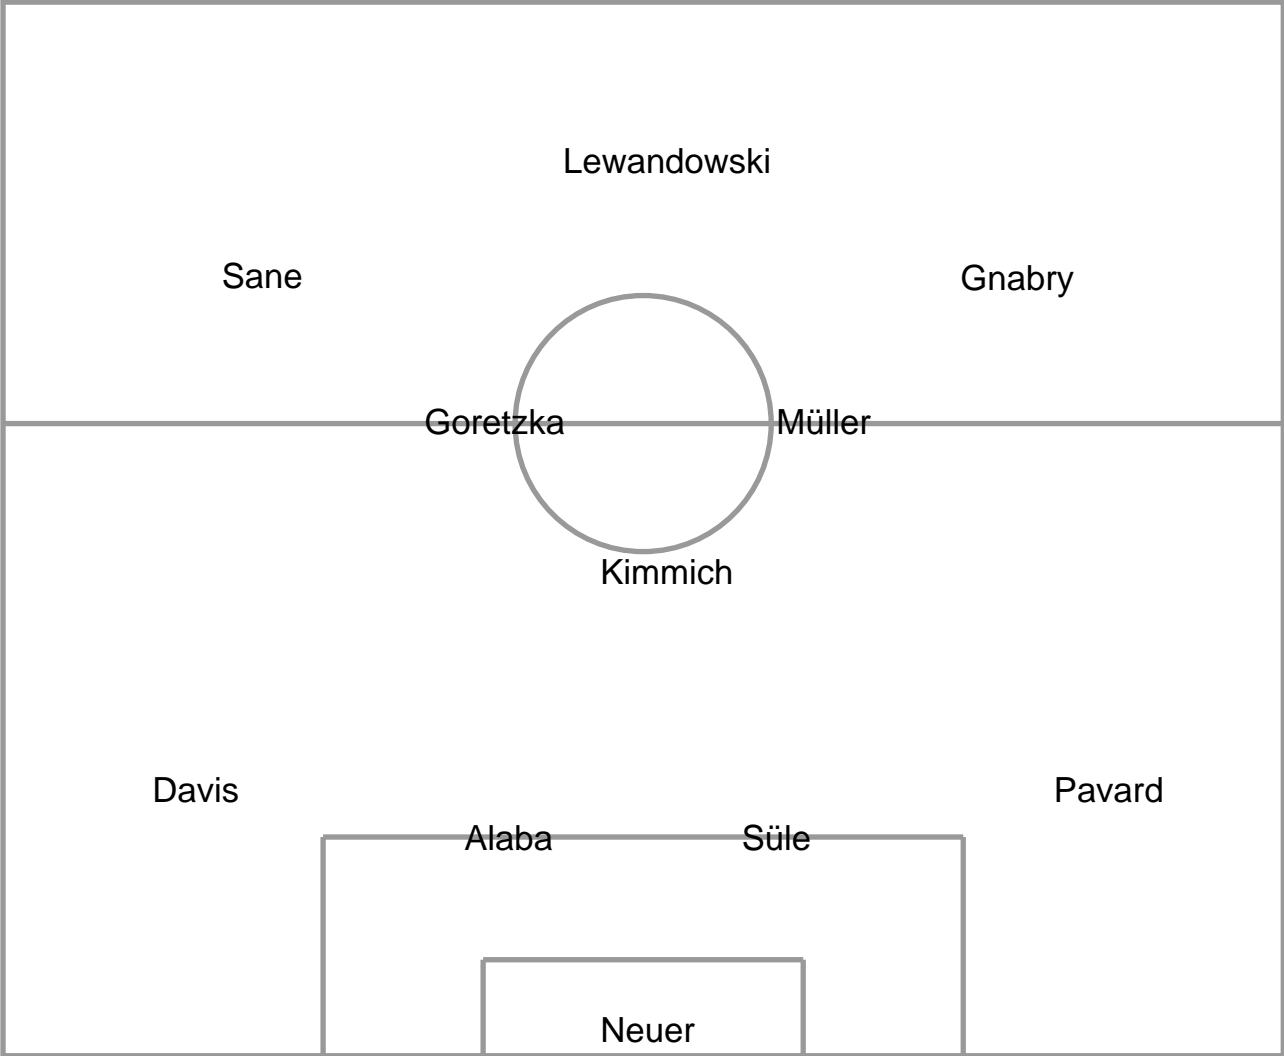 Lewandowski
Sane
Gnabry
Goretzka
Müller
Kimmich
Davis
Pavard
Alaba
Süle
Neuer